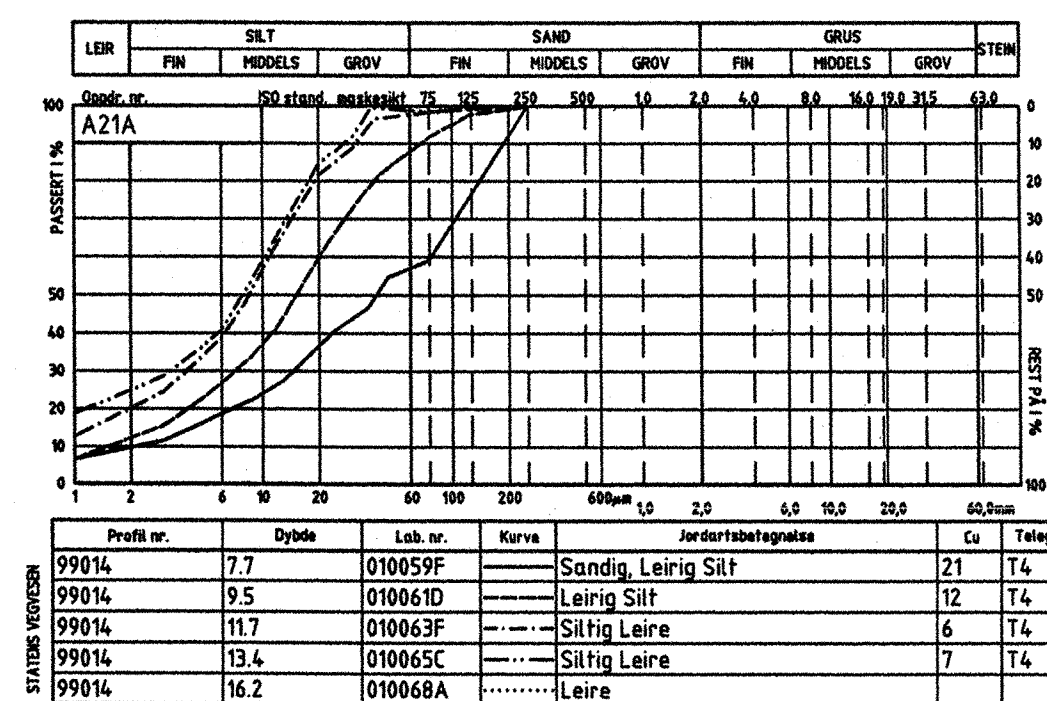 LEIR SILT SAND GRUS STEIN
FIN MIDDELS GROV FIN MIDDELS GROV FIN MIDDELS GROV
Oppdr. nr. ISO stand. maskesikt 75 125 250 500 1,0 2,0 4,0 8,0 16,0 19,0 31,5 63,0
A21A
PASSERT I %
100
50
40
30
20
10
0
0
10
20
30
40
50
100
REST PÅ I %
1 2 6 10 20 60 100 200 600µm 1,0 2,0 6,0 10,0 20,0 60,0mm
Profil nr. Dybde Lab. nr. Kurve Jordartsbetegnelse Cu Teleg
99014 7.7 010059F Sandig, Leirig Silt 21 T4
99014 9.5 010061D Leirig Silt 12 T4
99014 11.7 010063F Siltig Leire 6 T4
99014 13.4 010065C Siltig Leire 7 T4
99014 16.2 010068A Leire
STATENS VEGVESEN